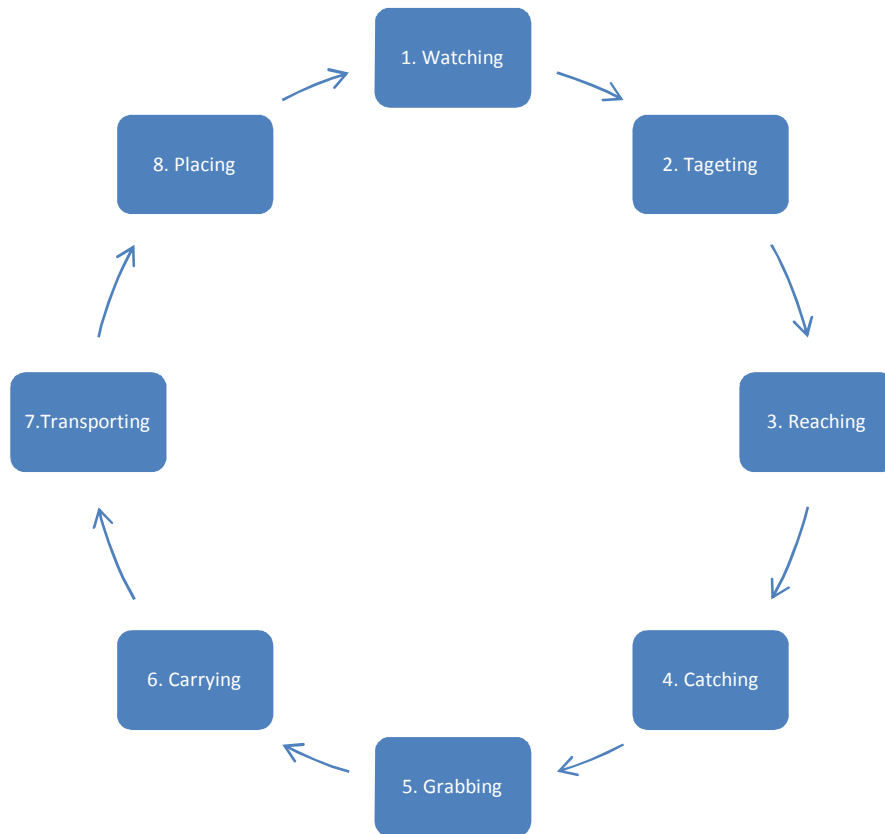 1. Watching
2. Tageting
3. Reaching
4. Catching
5. Grabbing
6. Carrying
7.Transporting
8. Placing